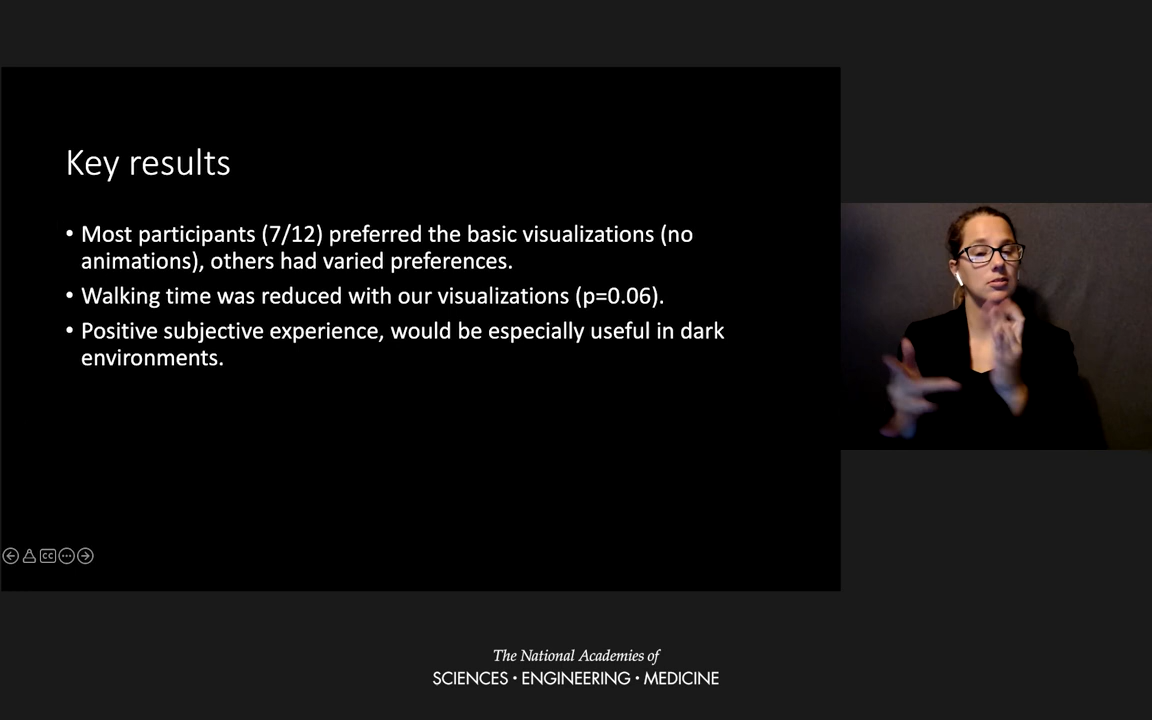 Key results
• Most participants (7/12) preferred the basic visualizations (no
animations), others had varied preferences.
• Walking time was reduced with our visualizations (p=0.06).
• Positive subjective experience, would be especially useful in dark
environments.
CC
The National Academies of
SCIENCES • ENGINEERING • MEDICINE